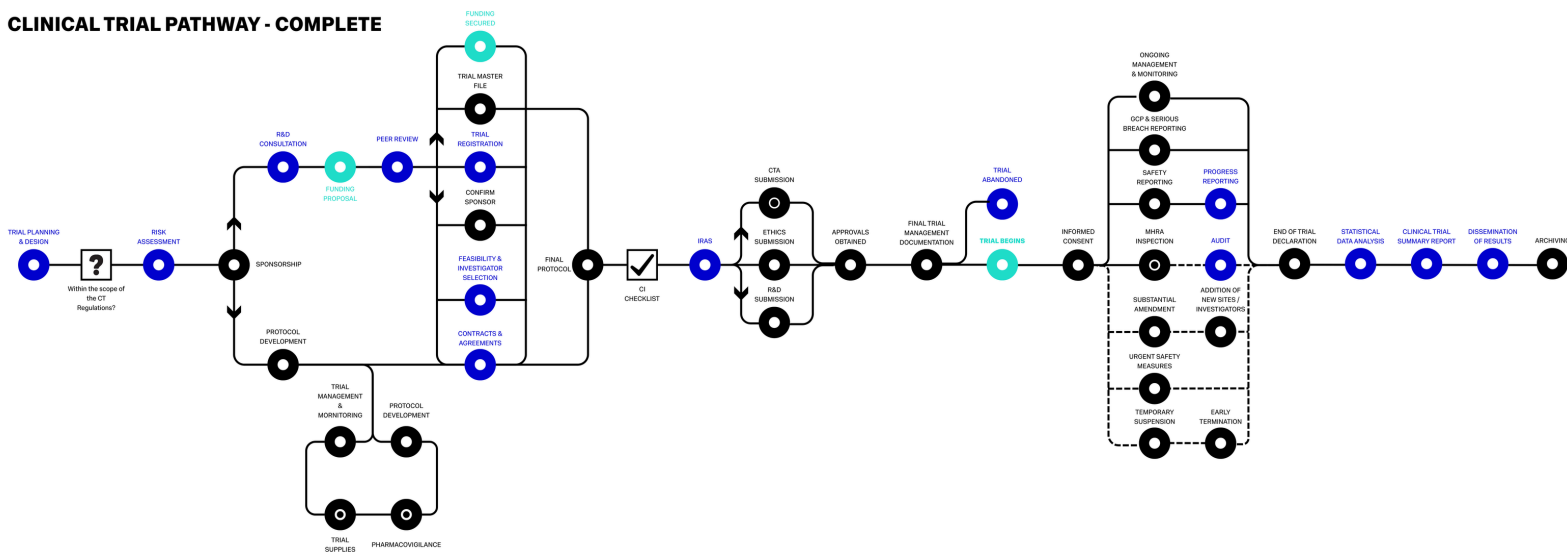 CLINICAL TRIAL PATHWAY - COMPLETE
TRIAL PLANNING
& DESIGN
?
Within the scope of
the CT
Regulations?
RISK
ASSESSMENT
SPONSORSHIP
R&D
CONSULTATION
FUNDING
PROPOSAL
PEER REVIEW
PROTOCOL
DEVELOPMENT
TRIAL
MANAGEMENT
&
MORNITORING
PROTOCOL
DEVELOPMENT
TRIAL
SUPPLIES
PHARMACOVIGILANCE
FUNDING
SECURED
TRIAL MASTER
FILE
TRIAL
REGISTRATION
CONFIRM
SPONSOR
FEASIBILITY &
INVESTIGATOR
SELECTION
CONTRACTS &
AGREEMENTS
FINAL
PROTOCOL
CI
CHECKLIST
IRAS
CTA
SUBMISSION
ETHICS
SUBMISSION
R&D
SUBMISSION
APPROVALS
OBTAINED
FINAL TRIAL
MANAGEMENT
DOCUMENTATION
TRIAL
ABANDONED
TRIAL BEGINS
INFORMED
CONSENT
ONGOING
MANAGEMENT
& MONITORING
GCP & SERIOUS
BREACH REPORTING
SAFETY
REPORTING
PROGRESS
REPORTING
MHRA
INSPECTION
AUDIT
SUBSTANTIAL
AMENDMENT
ADDITION OF
NEW SITES /
INVESTIGATORS
URGENT SAFETY
MEASURES
TEMPORARY
SUSPENSION
EARLY
TERMINATION
END OF TRIAL
DECLARATION
STATISTICAL
DATA ANALYSIS
CLINICAL TRIAL
SUMMARY REPORT
DISSEMINATION
OF RESULTS
ARCHIVING